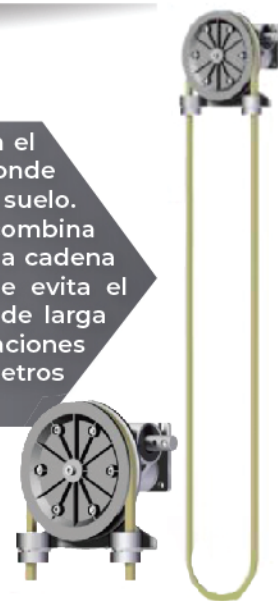 el
onde
suelo.
ombina
a cadena
e evita el
de larga
aciones
etros